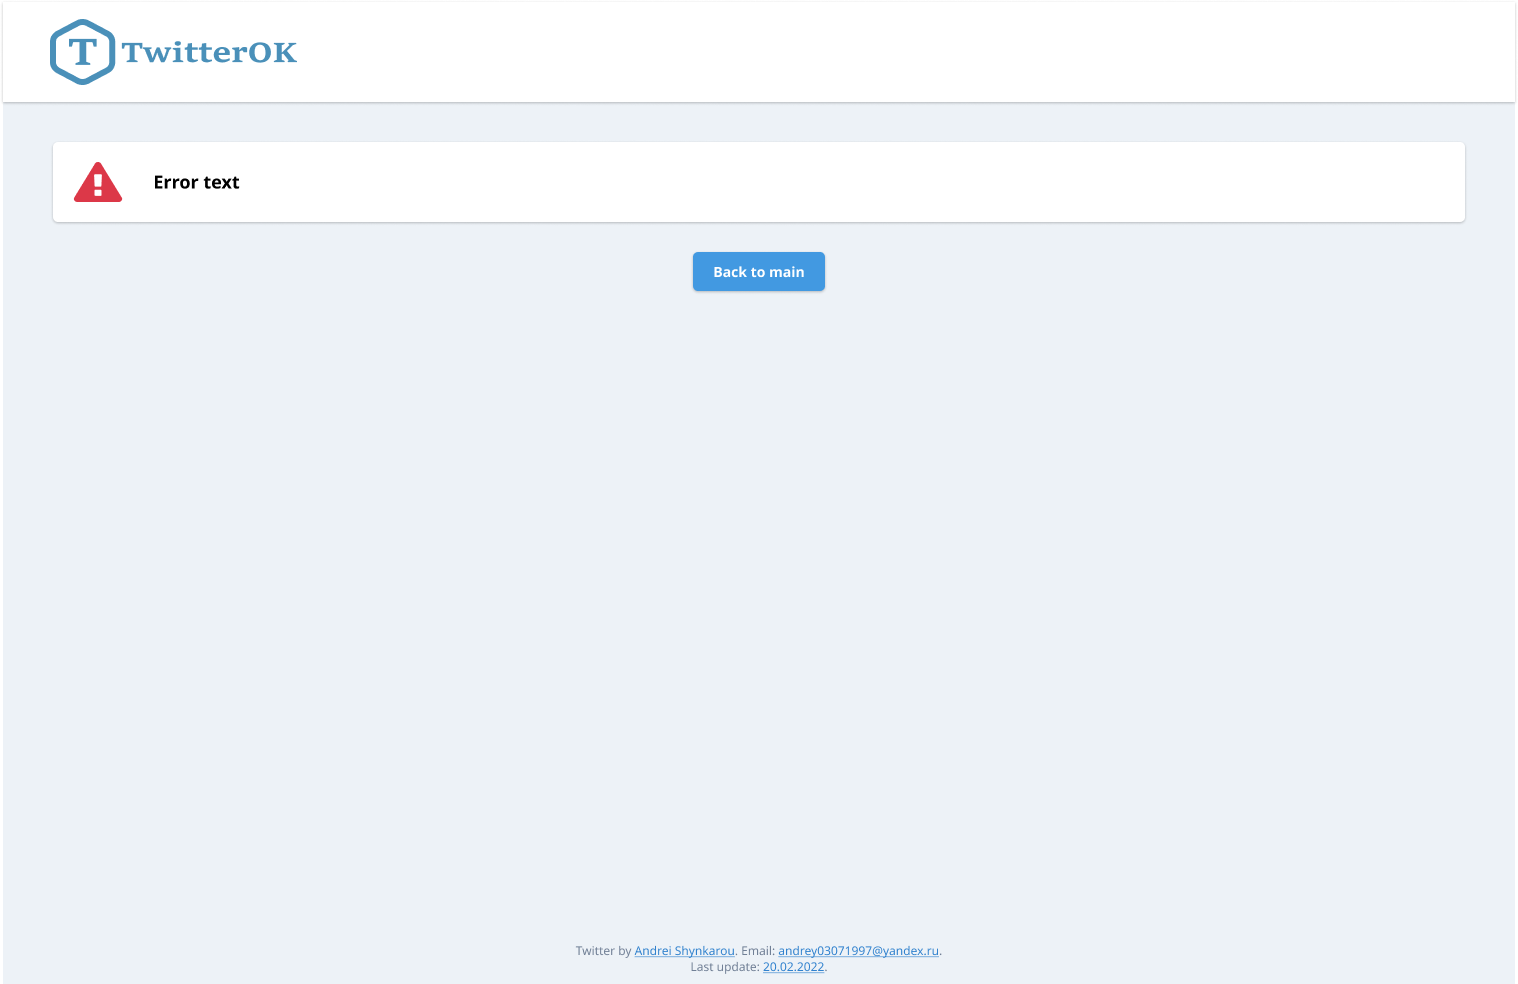 T TwitterOK
Error text
Back to main
Twitter by Andrei Shynkarou. Email: andrey03071997@yandex.ru.
Last update: 20.02.2022.